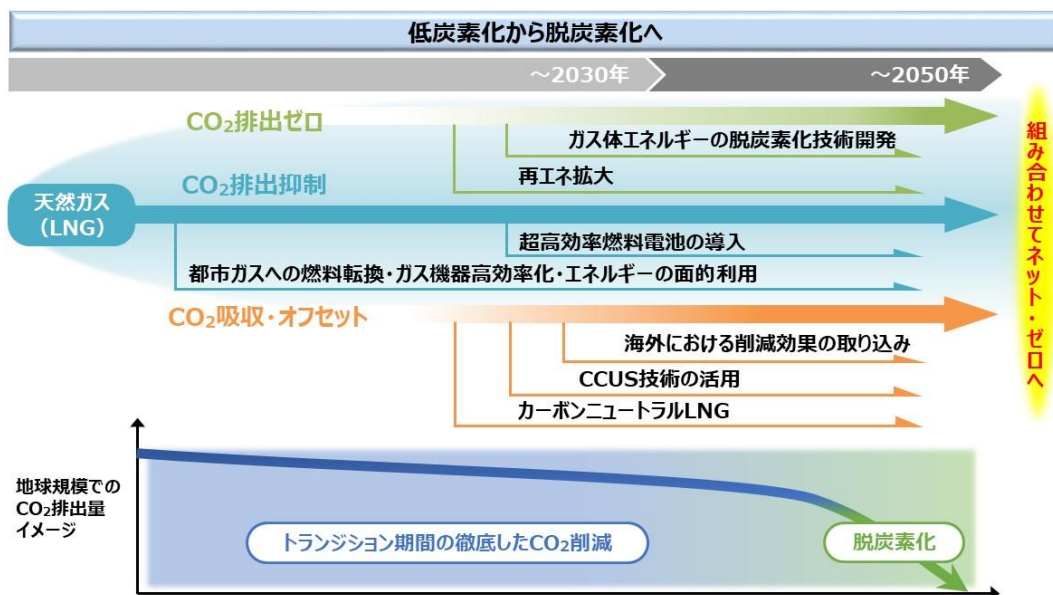 低炭素化から脱炭素化へ
～2030年
～2050年
CO₂排出ゼロ
ガス体エネルギーの脱炭素化技術開発
再エネ拡大
CO₂排出抑制
天然ガス
（LNG）
超高効率燃料電池の導入
都市ガスへの燃料転換・ガス機器高効率化・エネルギーの面的利用
CO₂吸収・オフセット
海外における削減効果の取り込み
CCUS技術の活用
カーボンニュートラルLNG
組み合わせてネット・ゼロへ
地球規模での
CO₂排出量
イメージ
トランジション期間の徹底したCO₂削減
脱炭素化